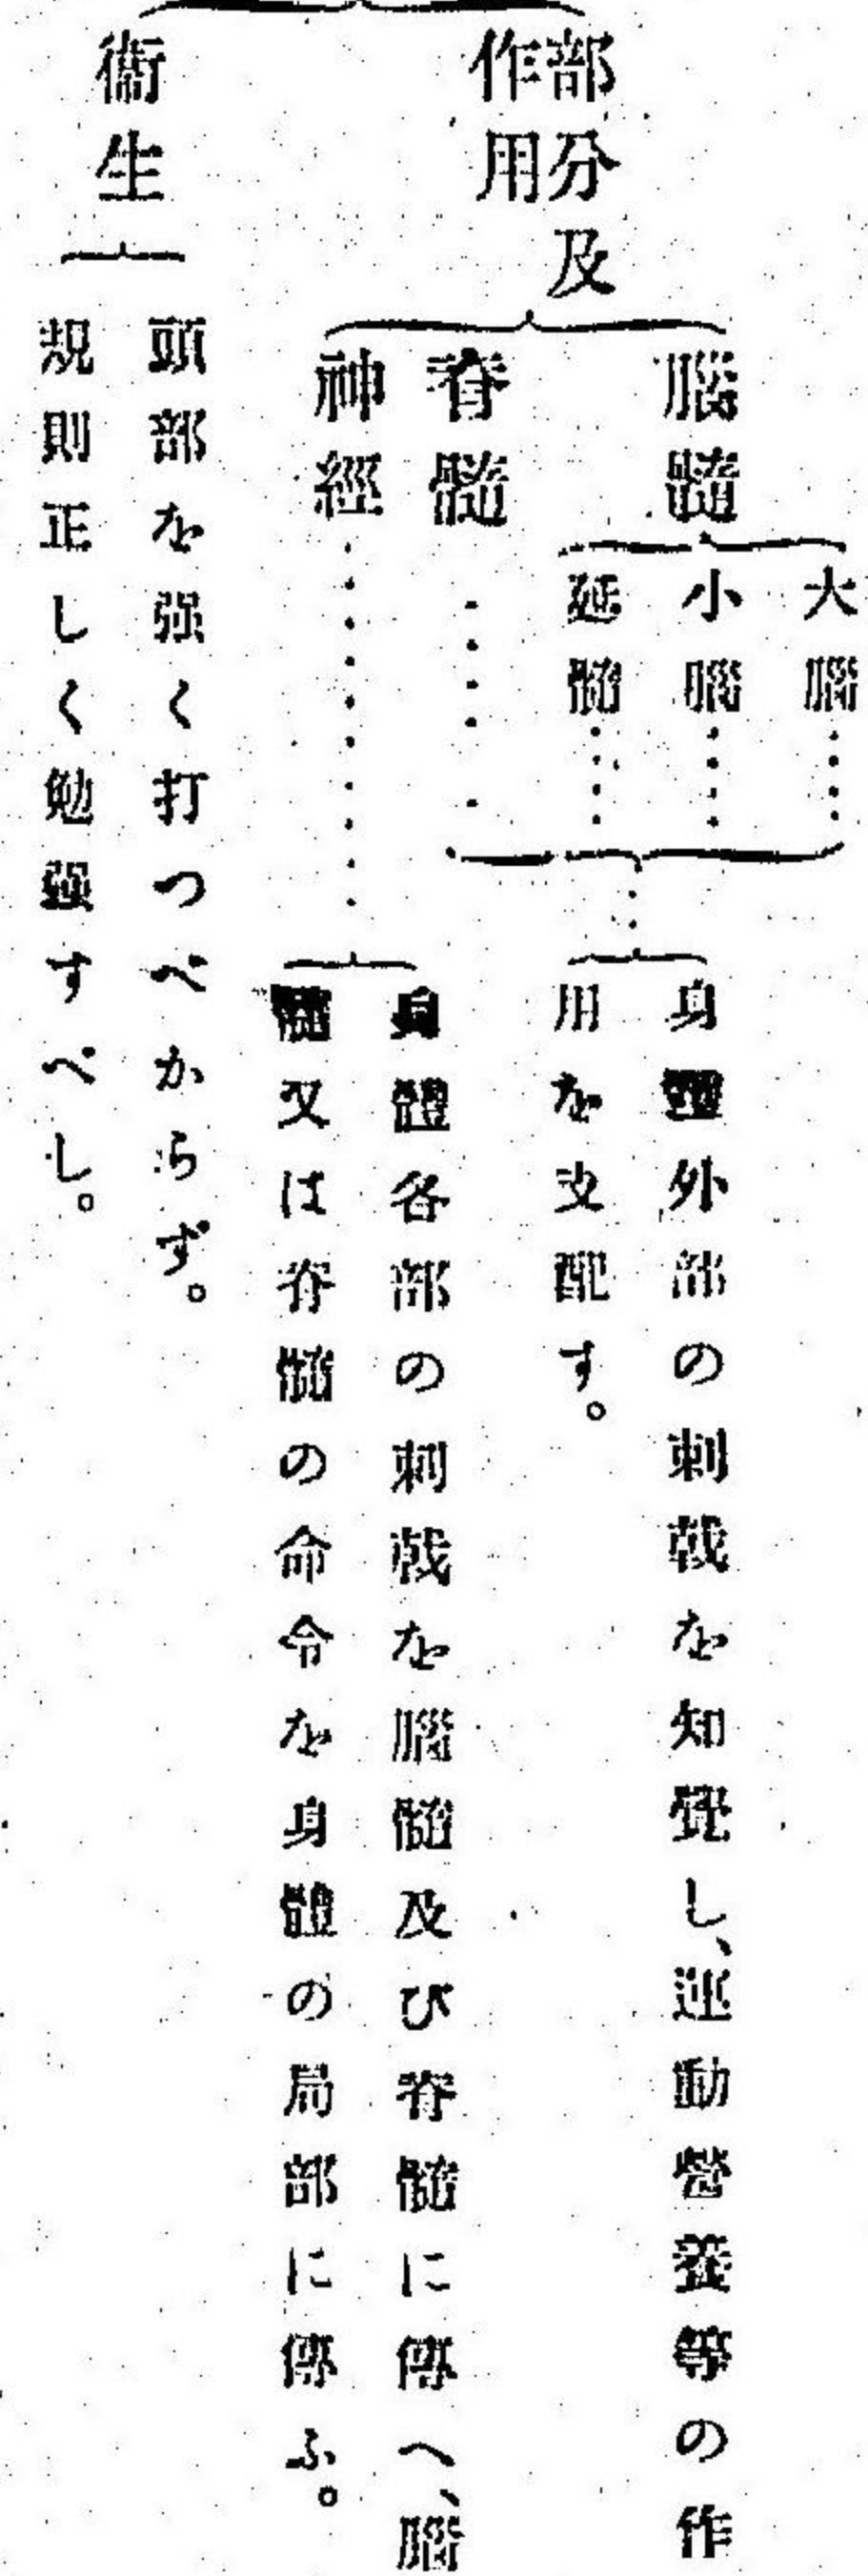 部分及
作用
腦髓
大腦
小腦
延髓
脊髓
身體外部の刺戟を知覺し、運動營養等の作
用を支配す。
神經
身體各部の刺戟を腦髓及び脊髓に傳へ、腦
髓又は脊髓の命令を身體の局部に傳ふ。
衞生
頭部を强く打つべからず。
規則正しく勉强すべし。